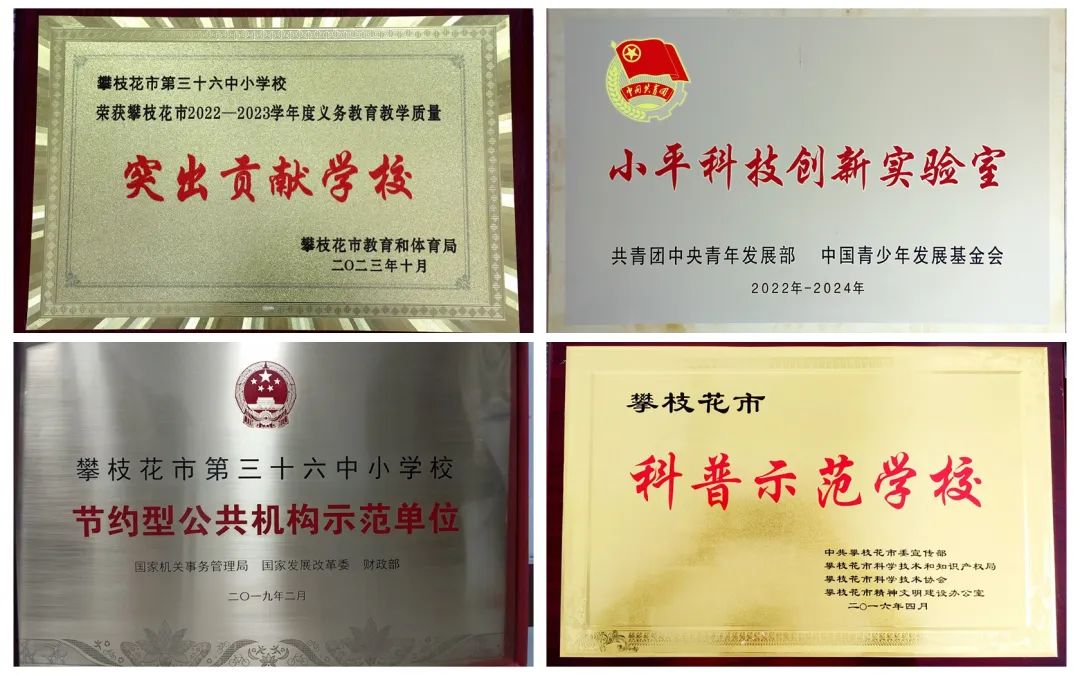 攀枝花市第三十六中小学校
荣获攀枝花市2022—2023学年度义务教育教学质量
突出贡献学校
攀枝花市教育和体育局
二〇二三年十月
中国共青团
小平科技创新实验室
共青团中央青年发展部 中国青少年发展基金会
2022年-2024年
攀枝花市第三十六中小学校
节约型公共机构示范单位
国家机关事务管理局 国家发展改革委 财政部
二〇一九年二月
攀枝花市
科普示范学校
中共攀枝花市委宣传部
攀枝花市科学技术和知识产权局
攀枝花市科学技术协会
攀枝花市精神文明建设办公室
二〇一六年四月